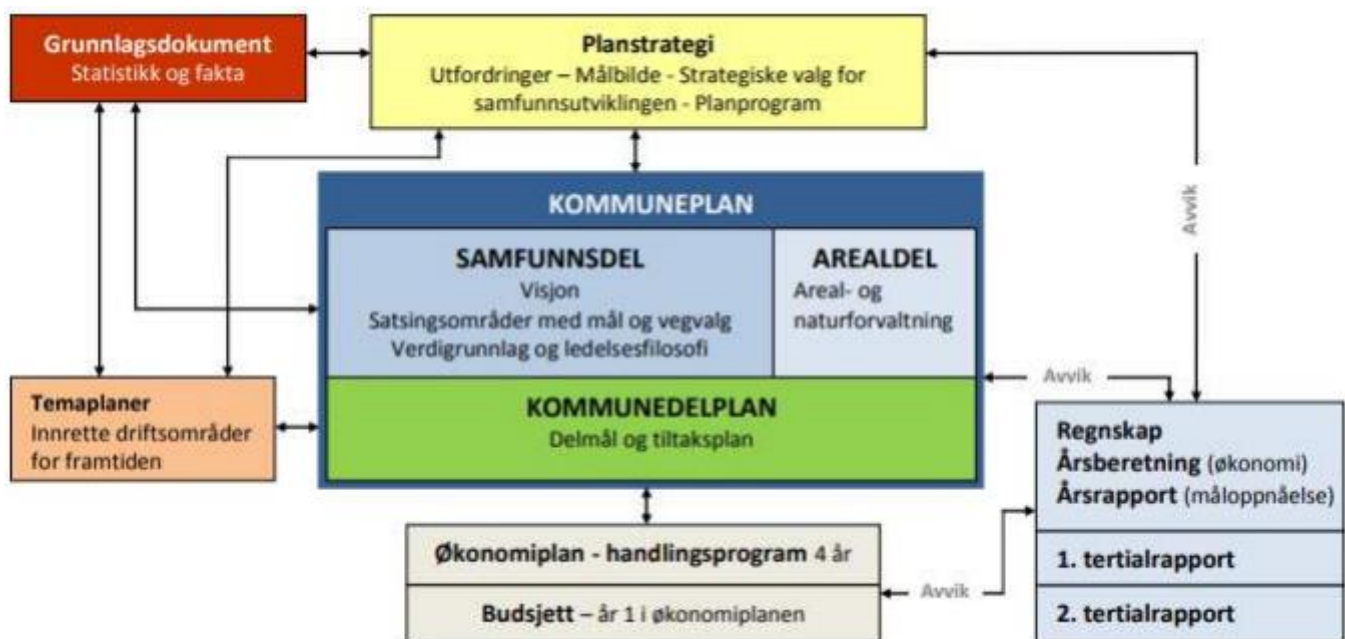 Grunnlagsdokument
Statistikk og fakta
Planstrategi
Utfordringer – Målbilde - Strategiske valg for
samfunnsutviklingen - Planprogram
Avvik
KOMMUNEPLAN
SAMFUNNSDEL
Visjon
Satsingsområder med mål og vegvalg
Verdigrunnlag og ledelsesfilosofi
AREALDEL
Areal- og
naturforvaltning
Avvik
Temaplaner
Innrette driftsområder
for framtiden
KOMMUNEDELPLAN
Delmål og tiltaksplan
Regnskap
Årsberetning (økonomi)
Årsrapport (måloppnåelse)
1. tertialrapport
2. tertialrapport
Økonomiplan - handlingsprogram 4 år
Budsjett – år 1 i økonomiplanen
Avvik